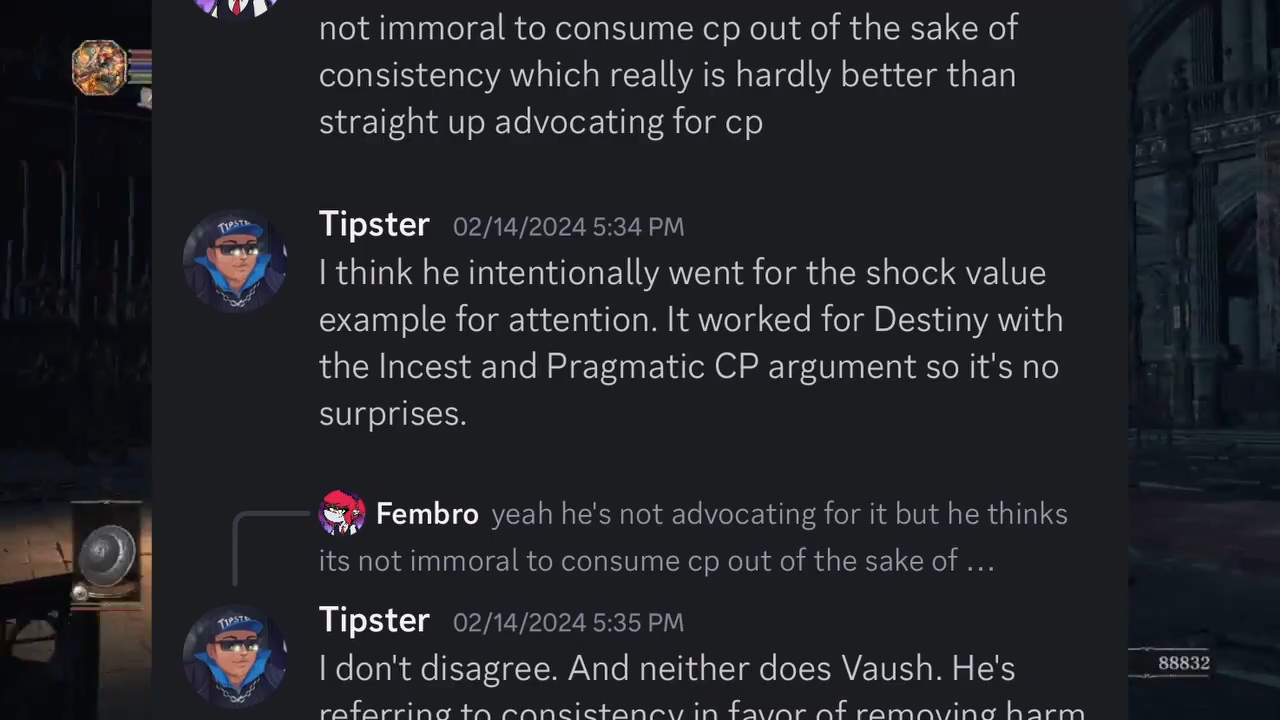 not immoral to consume cp out of the sake of
consistency which really is hardly better than
straight up advocating for cp
Tipster 02/14/2024 5:34 PM
I think he intentionally went for the shock value
example for attention. It worked for Destiny with
the Incest and Pragmatic CP argument so it's no
surprises.
Fembro yeah he's not advocating for it but he thinks
its not immoral to consume cp out of the sake of …
Tipster 02/14/2024 5:35 PM
I don't disagree. And neither does Vaush. He's
referring to consistency in favor of removing harm
88832
TIPSTE
TIPSTE